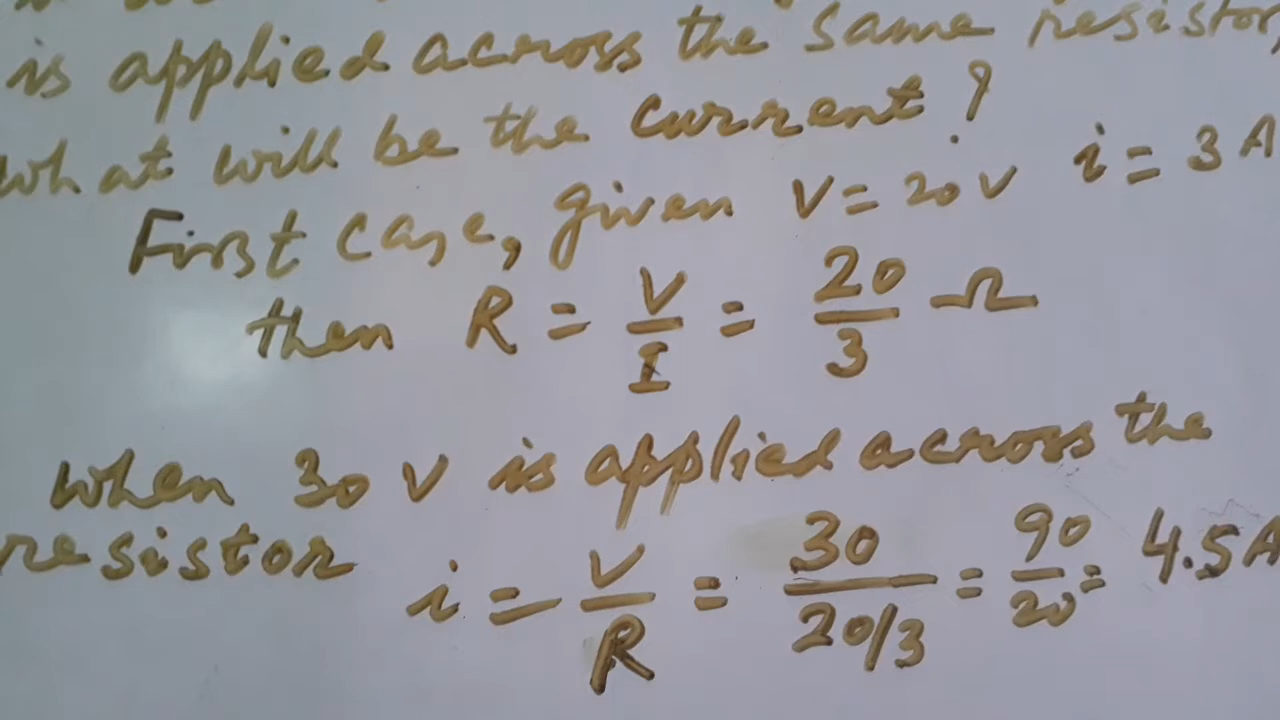 is applied across the same resistor,
What will be the current?
First case, given V = 20 V i = 3 A
then R = V/I = 20/3 Ω
When 30 V is applied across the
resistor i = V/R = 30/(20/3) = 90/20 = 4.5 A